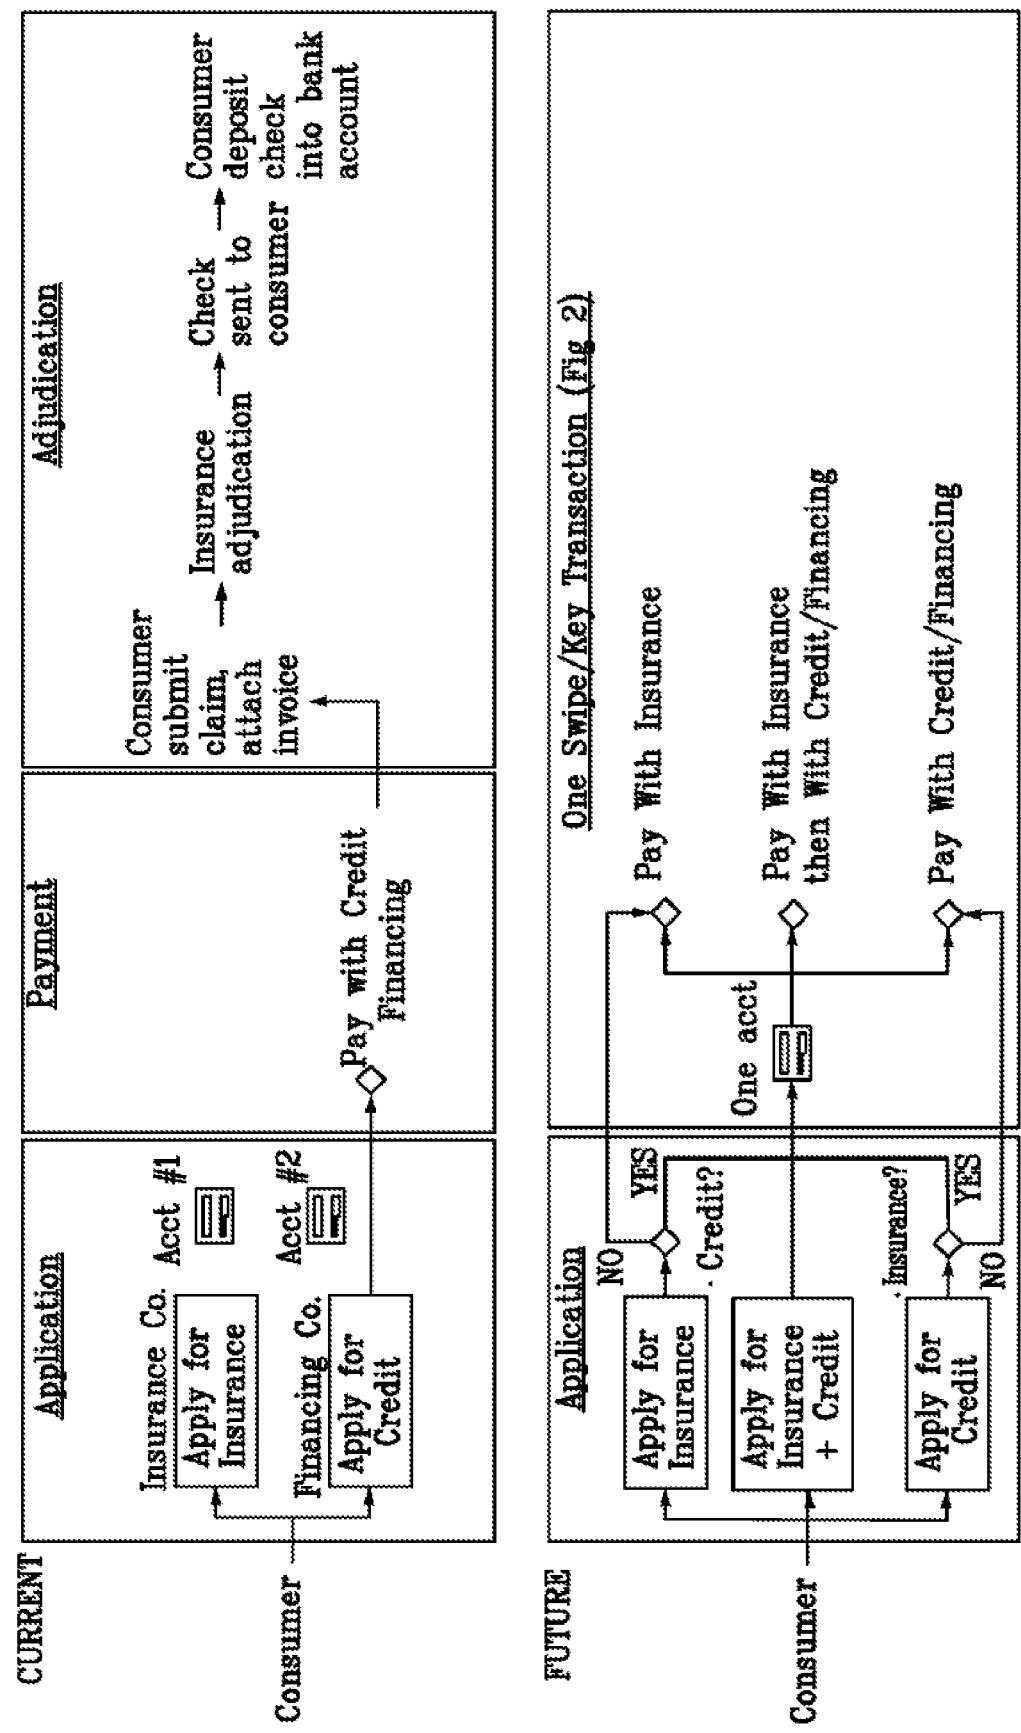 CURRENT
Application
Payment
Adjudication
Consumer
Insurance Co.
Apply for
Insurance
Acct #1
Financing Co.
Apply for
Credit
Acct #2
Pay with Credit
Financing
Consumer
submit
claim,
attach
invoice
Insurance
adjudication
Check
sent to
consumer
Consumer
deposit
check
into bank
account
FUTURE
Application
One Swipe/Key Transaction (Fig 2)
Consumer
Apply for
Insurance
NO
YES
. Credit?
Apply for
Insurance
+ Credit
Apply for
Credit
. Insurance?
YES
NO
One acct
Pay With Insurance
Pay With Insurance
then With Credit/Financing
Pay With Credit/Financing